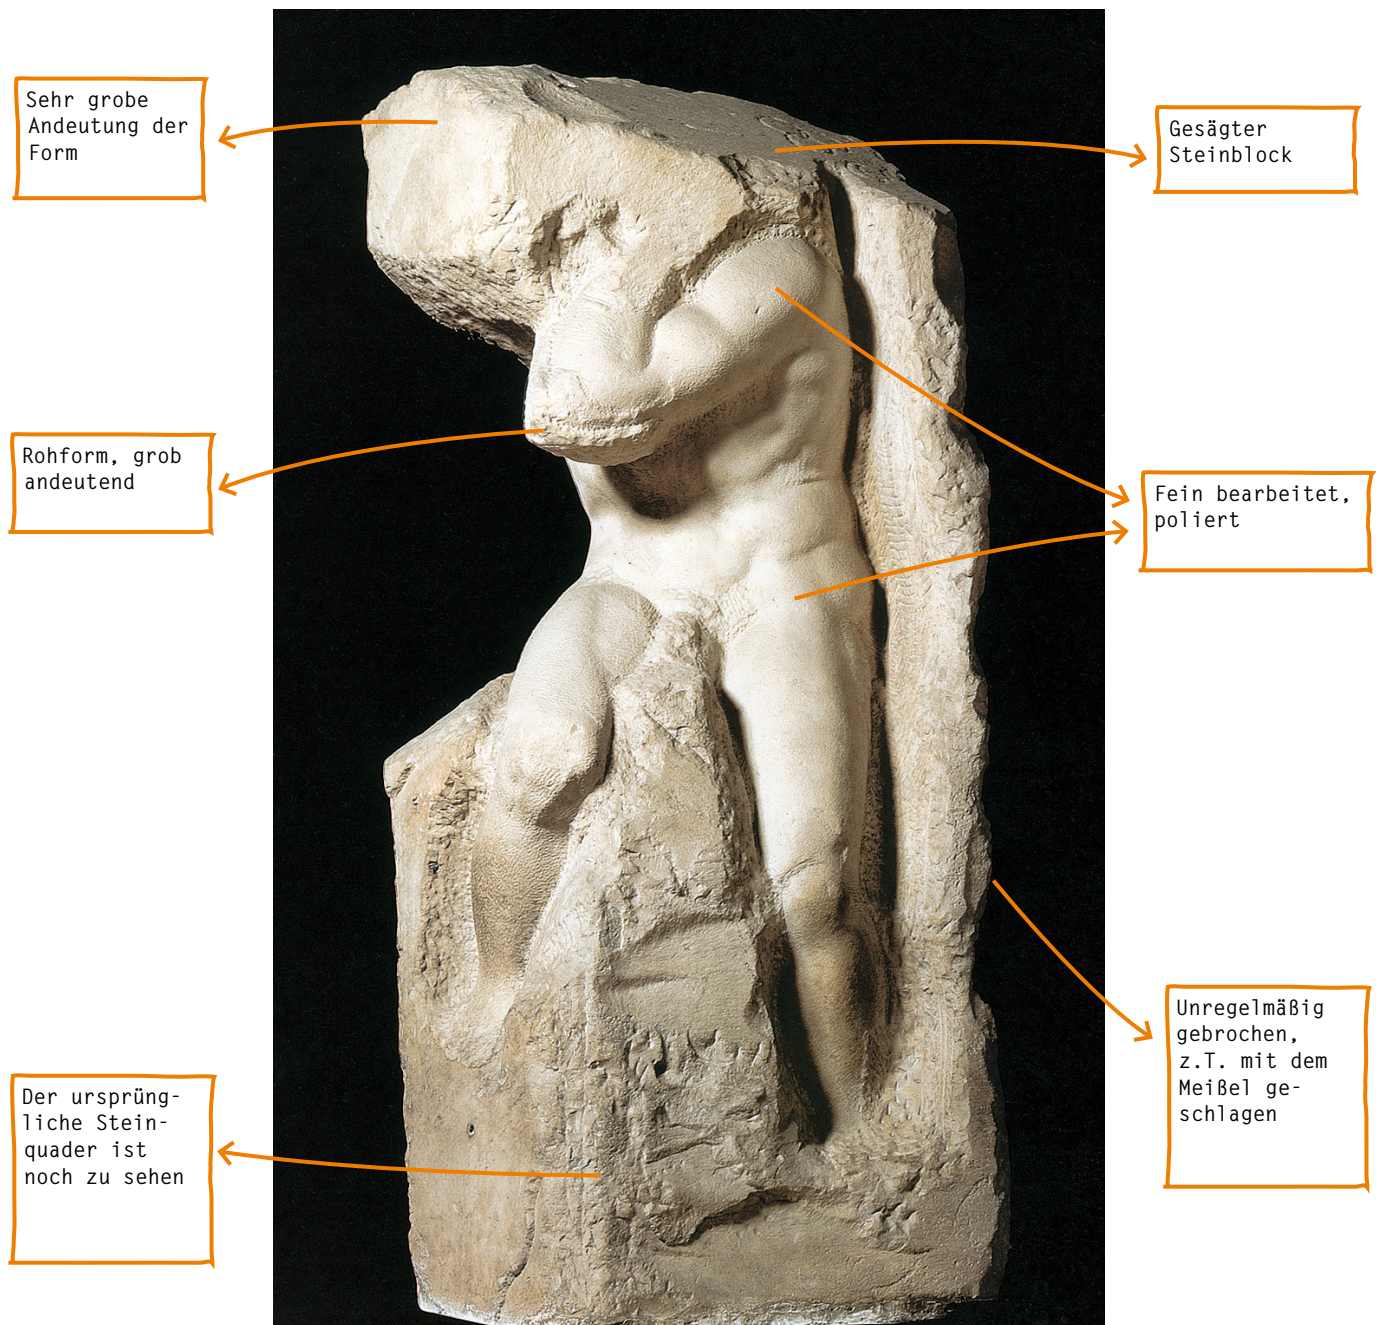 Sehr grobe
Andeutung der
Form
Gesägter
Steinblock
Rohform, grob
andeutend
Fein bearbeitet,
poliert
Unregelmäßig
gebrochen,
z.T. mit dem
Meißel ge-
schlagen
Der ursprüng-
liche Stein-
quader ist
noch zu sehen